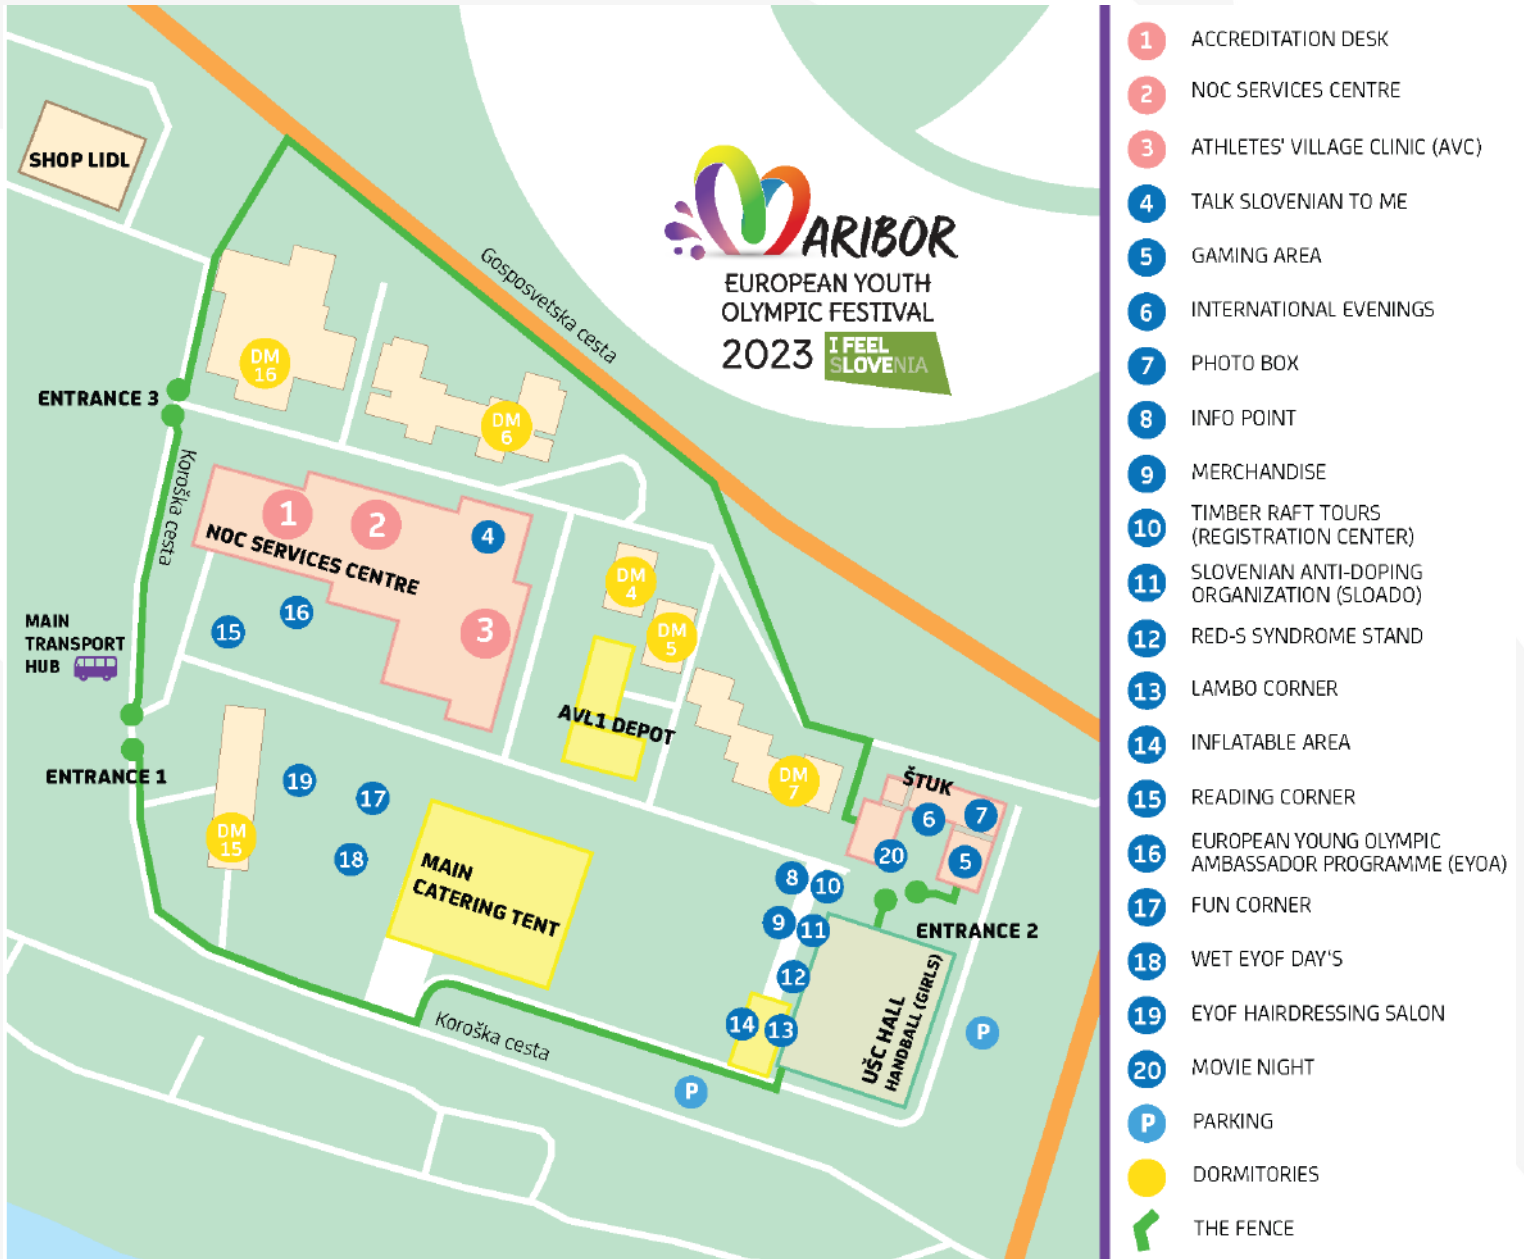 SHOP LIDL
Gosposvetska cesta
ARIBOR
EUROPEAN YOUTH
OLYMPIC FESTIVAL
2023
I FEEL
SLOVENIA
DM
16
DM
6
ENTRANCE 3
Koroška cesta
1
2
4
NOC SERVICES CENTRE
3
15
16
MAIN
TRANSPORT
HUB
DM
4
DM
5
AVL1 DEPOT
DM
7
ENTRANCE 1
19
17
18
DM
15
MAIN
CATERING TENT
ŠTUK
6
7
20
5
8
10
9
11
12
14
13
ENTRANCE 2
UŠC HALL
HANDBALL (GIRLS)
Koroška cesta
P
P
1 ACCREDITATION DESK
2 NOC SERVICES CENTRE
3 ATHLETES' VILLAGE CLINIC (AVC)
4 TALK SLOVENIAN TO ME
5 GAMING AREA
6 INTERNATIONAL EVENINGS
7 PHOTO BOX
8 INFO POINT
9 MERCHANDISE
10 TIMBER RAFT TOURS
(REGISTRATION CENTER)
11 SLOVENIAN ANTI-DOPING
ORGANIZATION (SLOADO)
12 RED-S SYNDROME STAND
13 LAMBO CORNER
14 INFLATABLE AREA
15 READING CORNER
16 EUROPEAN YOUNG OLYMPIC
AMBASSADOR PROGRAMME (EYOA)
17 FUN CORNER
18 WET EYOF DAY'S
19 EYOF HAIRDRESSING SALON
20 MOVIE NIGHT
P PARKING
DORMITORIES
THE FENCE